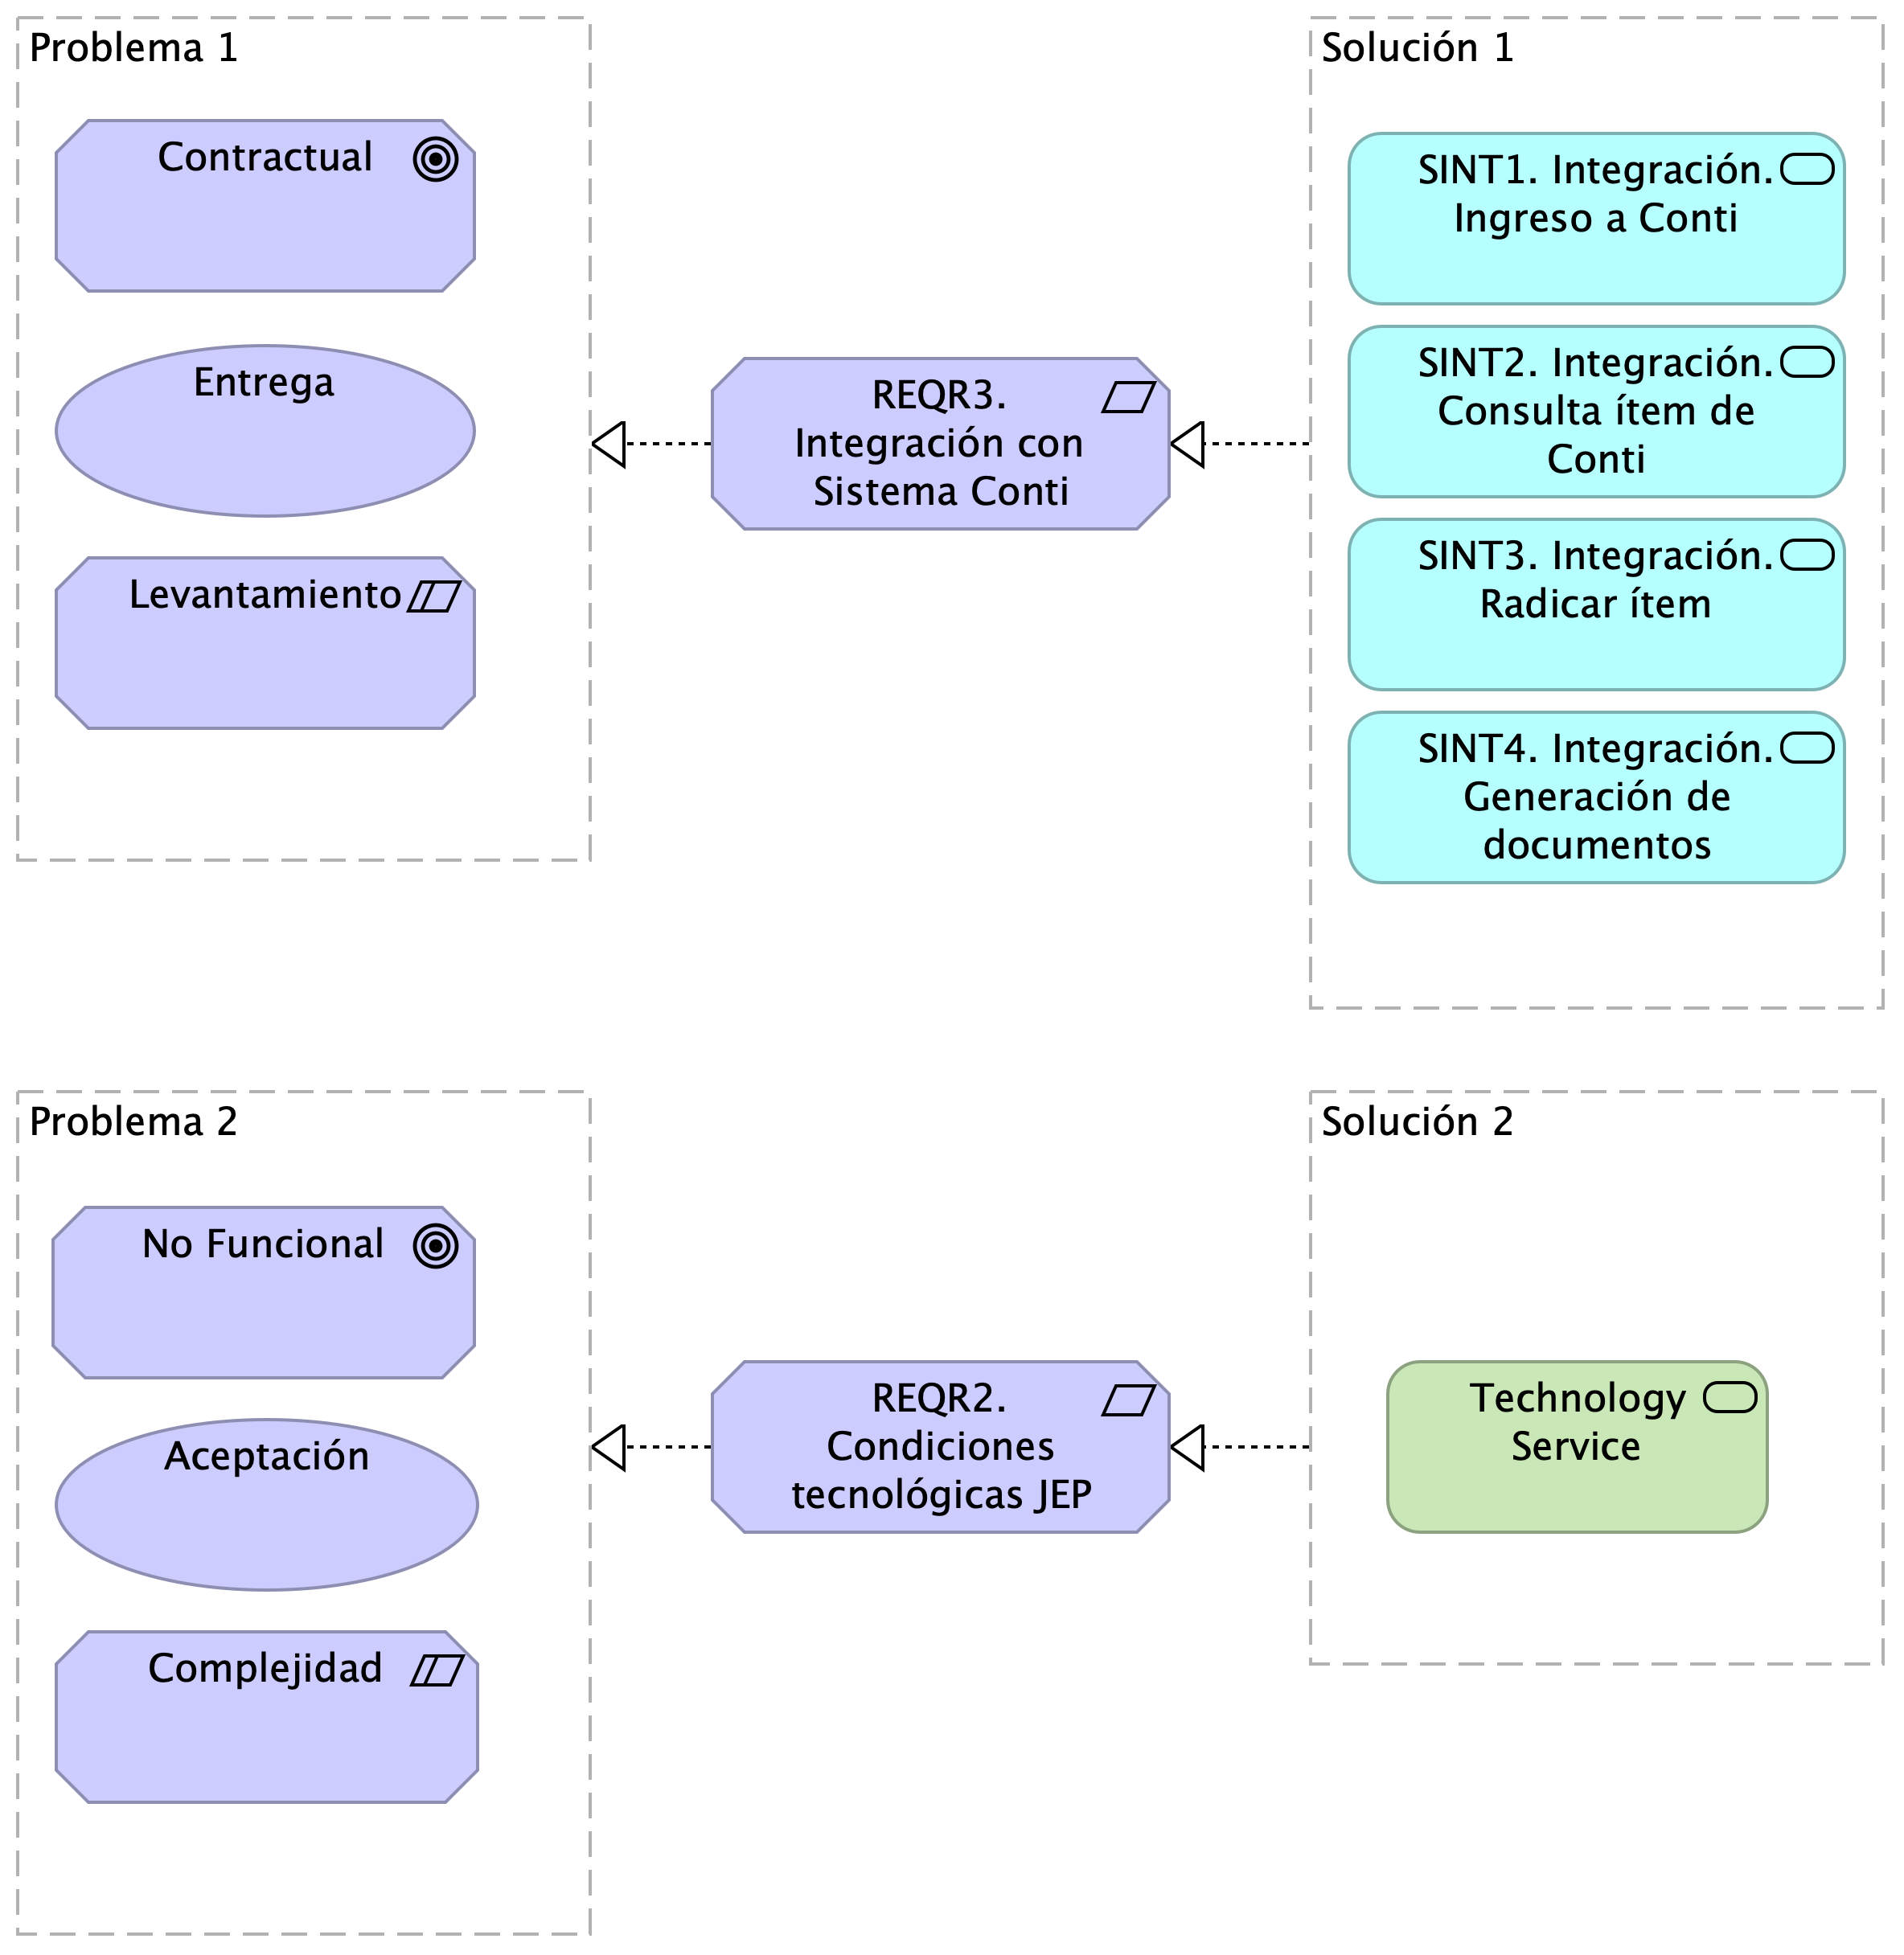 Problema 1
Contractual
Entrega
Levantamiento
REQR3.
Integración con
Sistema Conti
Solución 1
SINT1. Integración.
Ingreso a Conti
SINT2. Integración.
Consulta ítem de
Conti
SINT3. Integración.
Radicar ítem
SINT4. Integración.
Generación de
documentos
Problema 2
No Funcional
Aceptación
Complejidad
REQR2.
Condiciones
tecnológicas JEP
Solución 2
Technology
Service